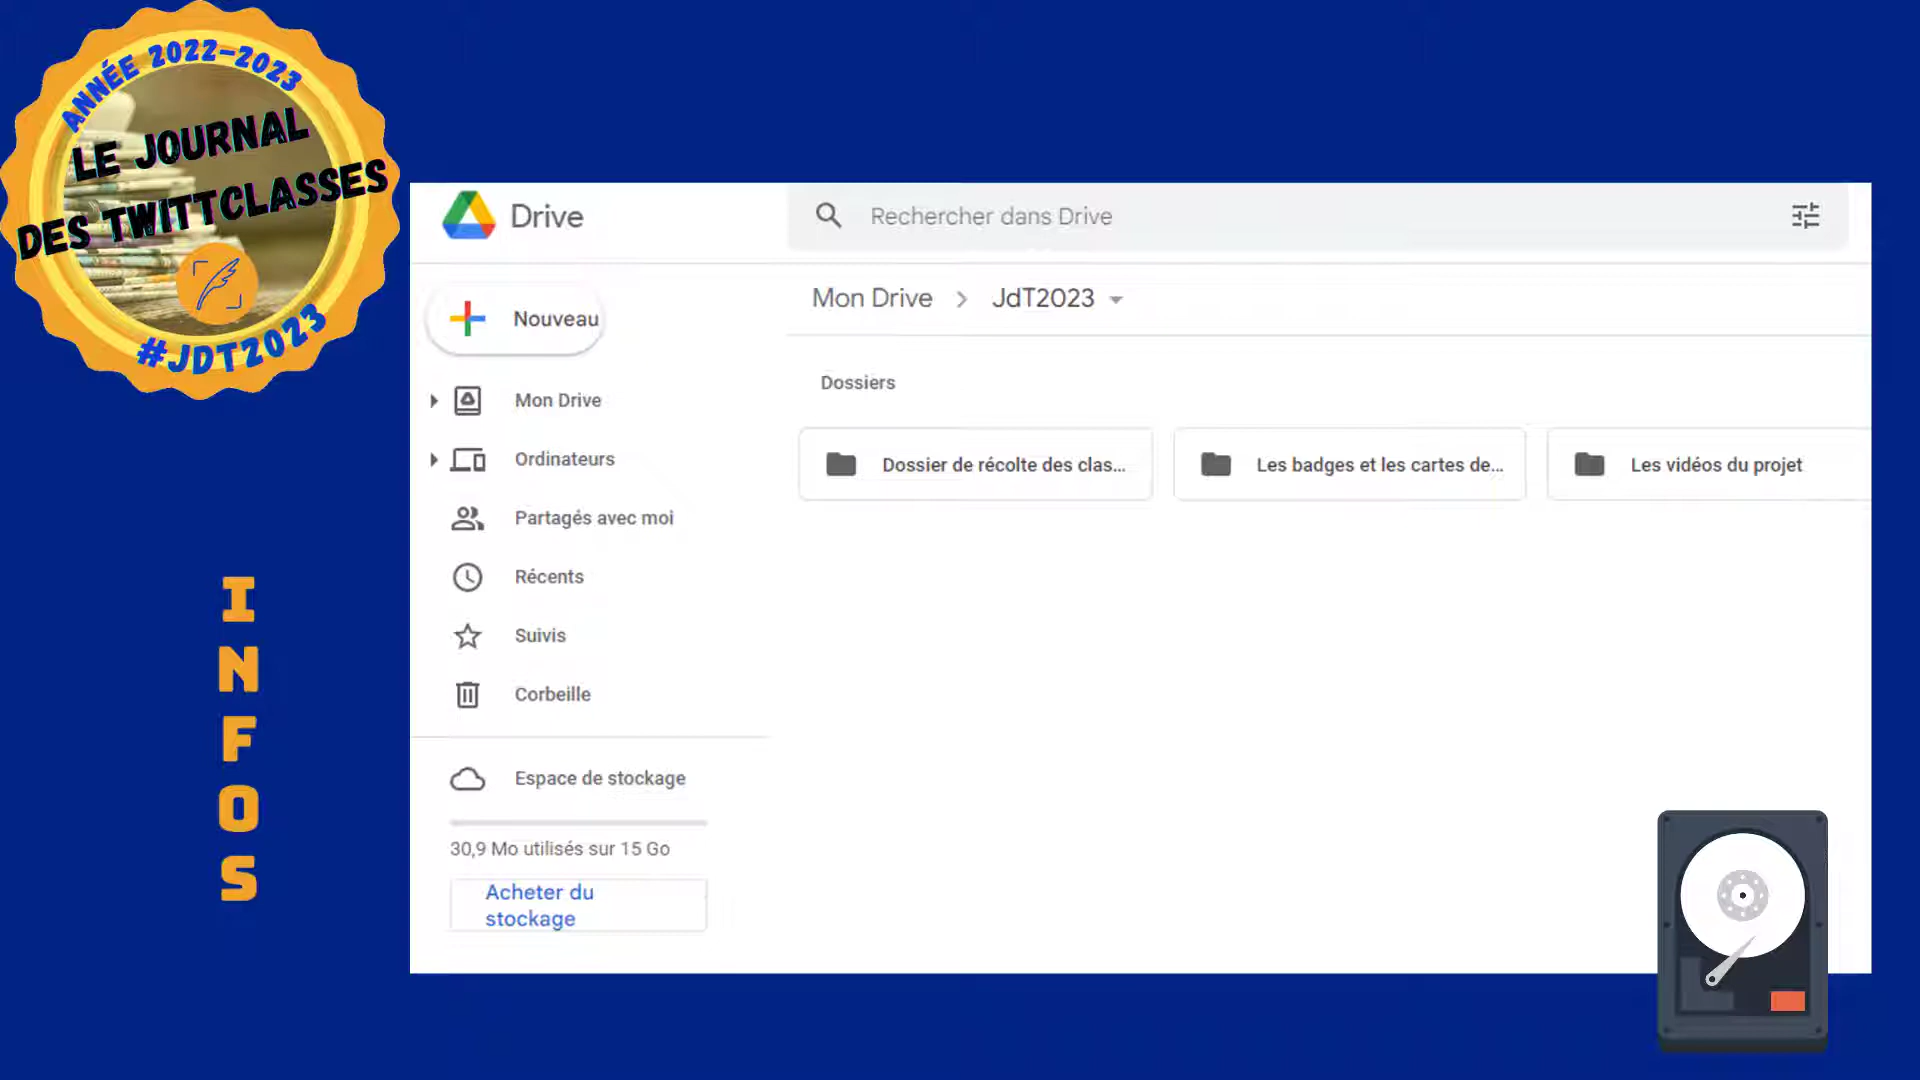 ANNÉE 2022-2023
LE JOURNAL
DES TWITTCLASSES
#JDT2023
INFOS
Drive
Rechercher dans Drive
Nouveau
Mon Drive > JdT2023
Mon Drive
Ordinateurs
Partagés avec moi
Récents
Suivis
Corbeille
Espace de stockage
30,9 Mo utilisés sur 15 Go
Acheter du
stockage
Dossiers
Dossier de récolte des clas...
Les badges et les cartes de...
Les vidéos du projet